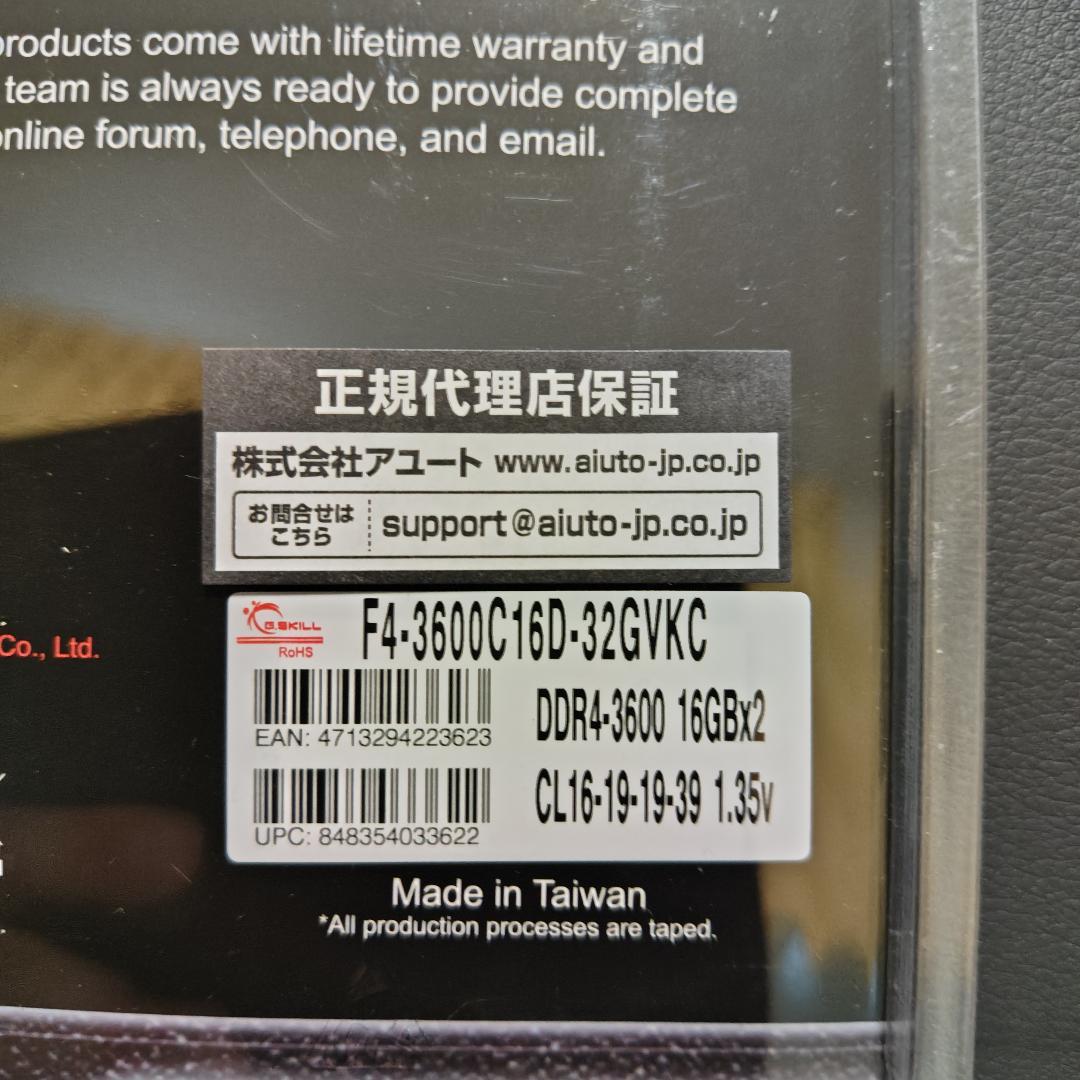 products come with lifetime warranty and
team is always ready to provide complete
online forum, telephone, and email.
正規代理店保証
株式会社アユート www.aiuto-jp.co.jp
お問合せは
こちら
support@aiuto-jp.co.jp
Co., Ltd.
G.SKILL
RoHS
F4-3600C16D-32GVKC
EAN: 4713294223623
DDR4-3600 16GBx2
UPC: 848354033622
CL16-19-19-39 1.35v
Made in Taiwan
*All production processes are taped.